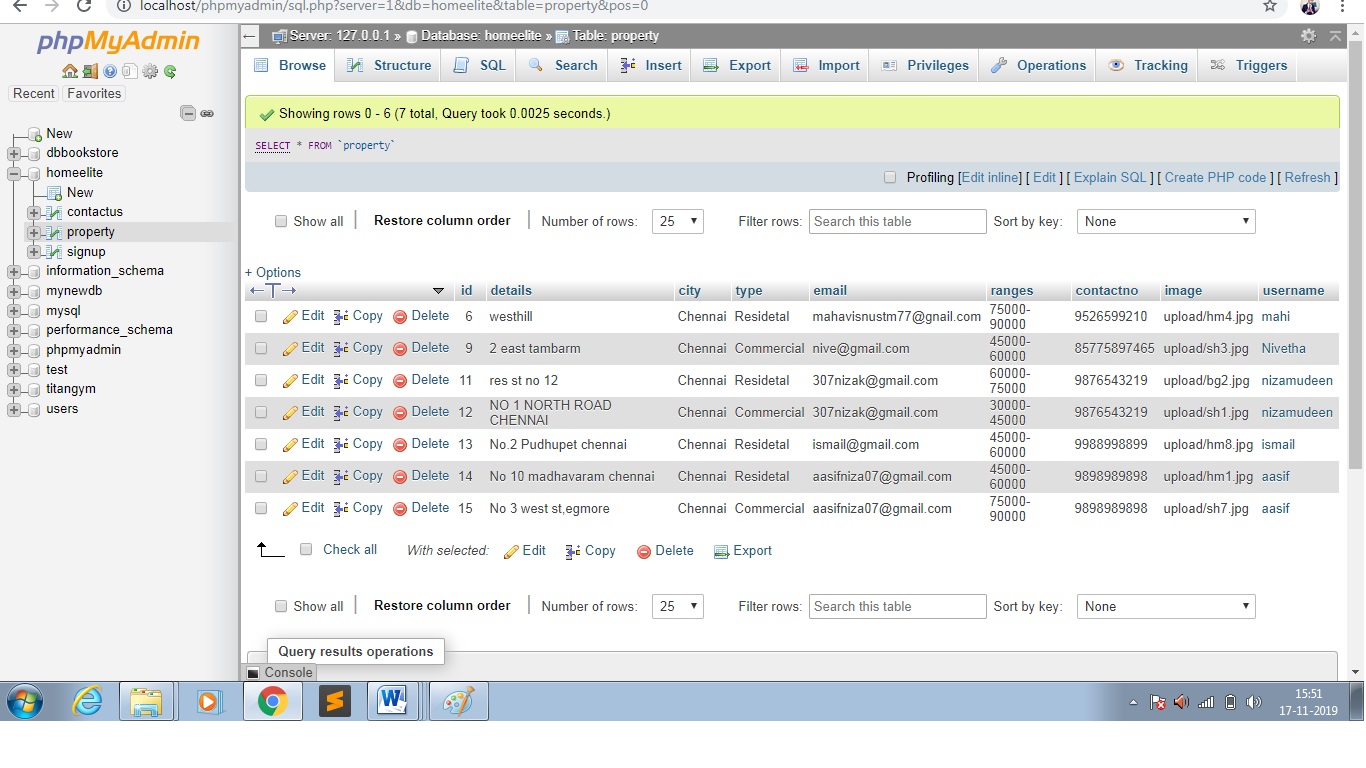 localhost/phpmyadmin/sql.php?server=1&db=homeelite&table=property&pos=0
phpMyAdmin
Recent Favorites
New
dbbookstore
homeelite
New
contactus
property
signup
information_schema
mynewdb
mysql
performance_schema
phpmyadmin
test
titangym
users
Server: 127.0.0.1 » Database: homeelite » Table: property
Browse Structure SQL Search Insert Export Import Privileges Operations Tracking Triggers
Showing rows 0 - 6 (7 total, Query took 0.0025 seconds.)
SELECT * FROM `property`
Profiling [Edit inline] [ Edit ] [ Explain SQL ] [ Create PHP code ] [ Refresh ]
Show all Restore column order Number of rows: 25 Filter rows: Search this table Sort by key: None
+ Options
id details city type email ranges contactno image username
Edit Copy Delete 6 westhill Chennai Residetal mahavisnustm77@gnail.com 75000-
90000 9526599210 upload/hm4.jpg mahi
Edit Copy Delete 9 2 east tambarm Chennai Commercial nive@gmail.com 45000-
60000 85775897465 upload/sh3.jpg Nivetha
Edit Copy Delete 11 res st no 12 Chennai Residetal 307nizak@gmail.com 60000-
75000 9876543219 upload/bg2.jpg nizamudeen
Edit Copy Delete 12 NO 1 NORTH ROAD
CHENNAI Chennai Commercial 307nizak@gmail.com 30000-
45000 9876543219 upload/sh1.jpg nizamudeen
Edit Copy Delete 13 No.2 Pudhupet chennai Chennai Residetal ismail@gmail.com 45000-
60000 9988998899 upload/hm8.jpg ismail
Edit Copy Delete 14 No 10 madhavaram chennai Chennai Residetal aasifniza07@gmail.com 45000-
60000 9898989898 upload/hm1.jpg aasif
Edit Copy Delete 15 No 3 west st,egmore Chennai Commercial aasifniza07@gmail.com 75000-
90000 9898989898 upload/sh7.jpg aasif
Check all With selected: Edit Copy Delete Export
Show all Restore column order Number of rows: 25 Filter rows: Search this table Sort by key: None
Query results operations
Console
15:51
17-11-2019